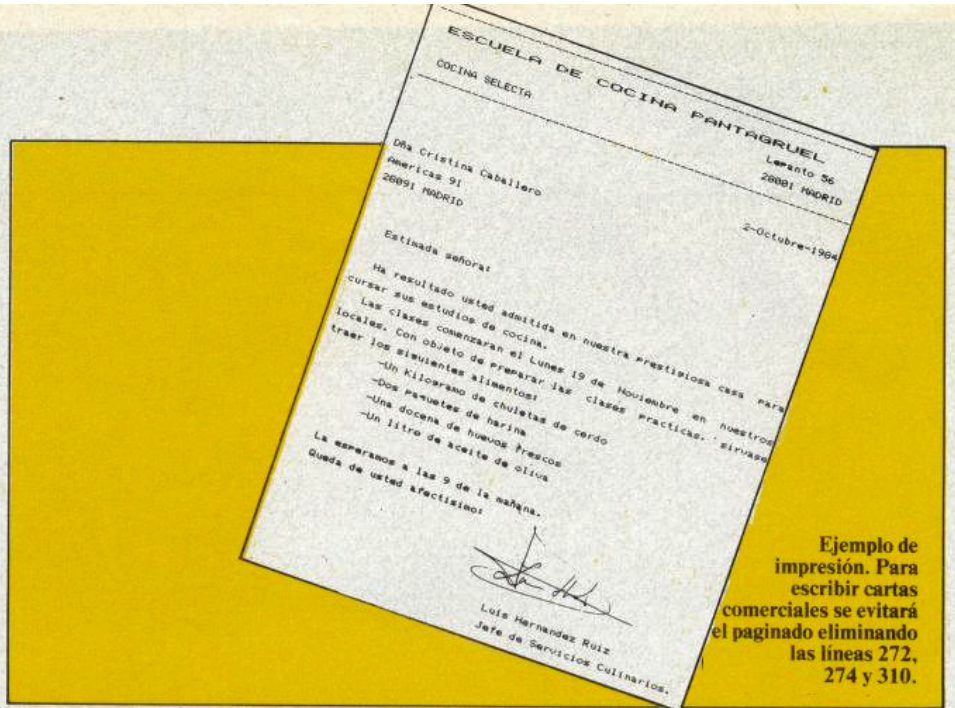 ESCUELA DE COCINA PANTAGRUEL
COCINA SELECTA
Lepanto 56
28001 MADRID
Dña Cristina Caballero
Americas 91
28091 MADRID
2-Octubre-1984
Estimada señora:
Ha resultado usted admitida en nuestra prestigiosa casa para
cursar sus estudios de cocina.
Las clases comenzaran el Lunes 19 de Noviembre en nuestros
locales. Con objeto de preparar las clases practicas, sirvase
traer los siguientes alimentos:
-Un Kilogramo de chuletas de cerdo
-Dos paquetes de harina
-Una docena de huevos frescos
-Un litro de aceite de oliva
La esperamos a las 9 de la mañana.
Queda de usted afectisimo:
Luis Hernandez Ruiz
Jefe de Servicios Culinarios.
Ejemplo de
impresión. Para
escribir cartas
comerciales se evitará
el paginado eliminando
las líneas 272,
274 y 310.